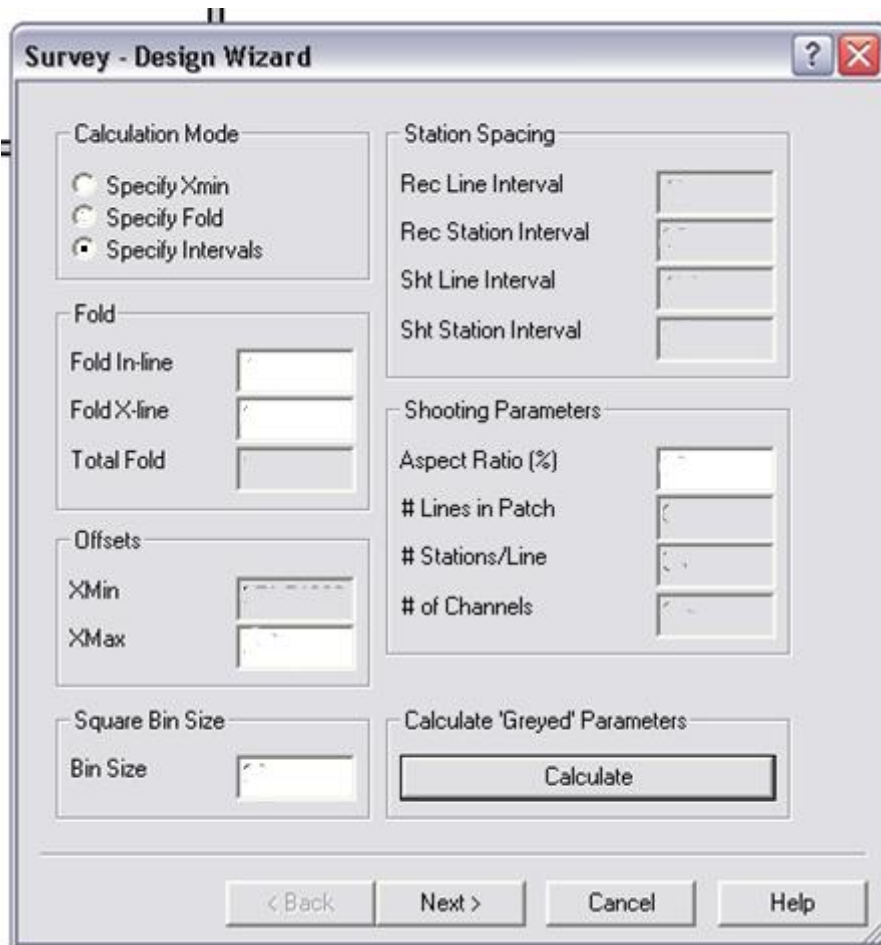 Survey - Design Wizard
Calculation Mode
Specify Xmin
Specify Fold
Specify Intervals
Fold
Fold In-line
Fold X-line
Total Fold
Offsets
XMin
XMax
Square Bin Size
Bin Size
Station Spacing
Rec Line Interval
Rec Station Interval
Sht Line Interval
Sht Station Interval
Shooting Parameters
Aspect Ratio (%)
# Lines in Patch
# Stations/Line
# of Channels
Calculate 'Greyed' Parameters
Calculate
< Back
Next >
Cancel
Help